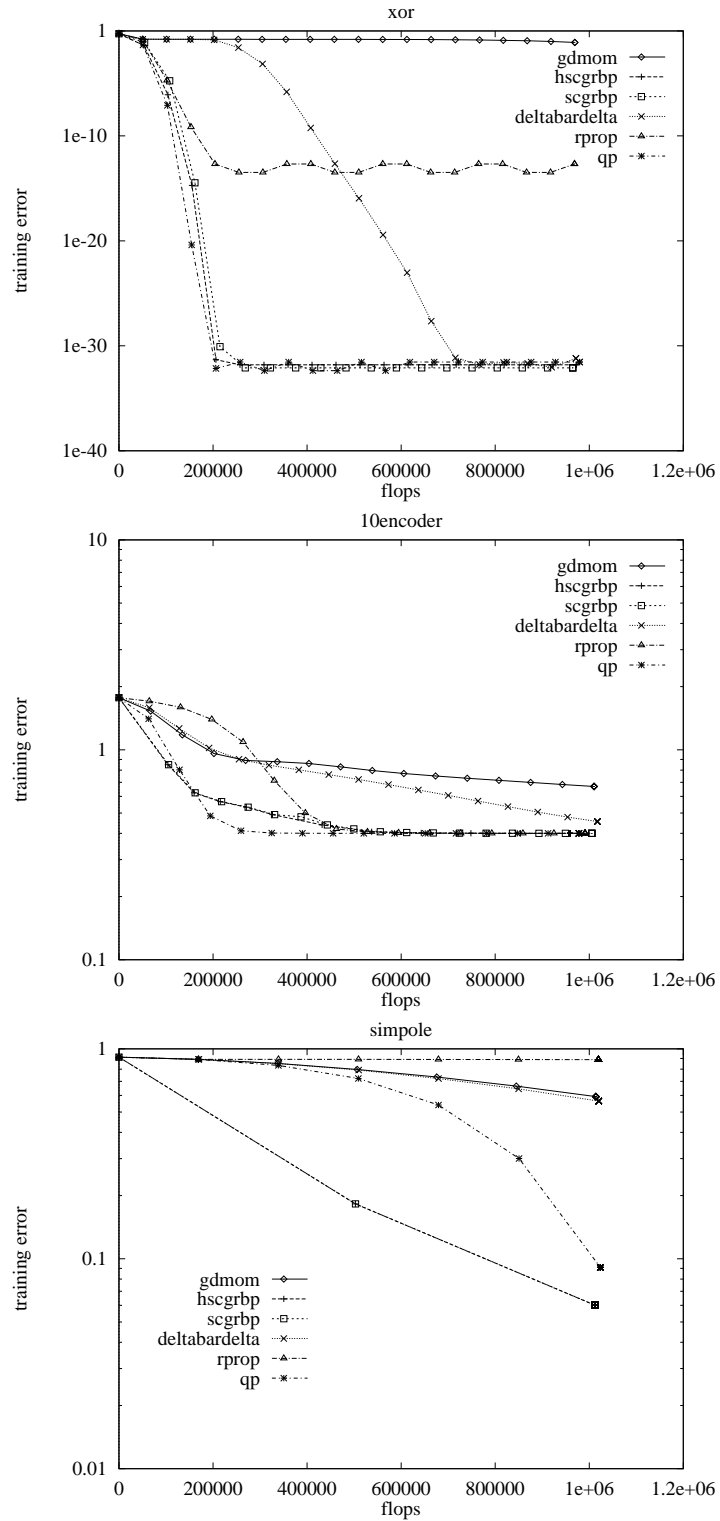 xor
1
1e-10
1e-20
1e-30
1e-40
training error
gdmom
hscgrbp
scgrbp
deltabardelta
rprop
qp
0 200000 400000 600000 800000 1e+06 1.2e+06
flops
10encoder
10
1
0.1
training error
gdmom
hscgrbp
scgrbp
deltabardelta
rprop
qp
0 200000 400000 600000 800000 1e+06 1.2e+06
flops
simpole
1
0.1
0.01
training error
gdmom
hscgrbp
scgrbp
deltabardelta
rprop
qp
0 200000 400000 600000 800000 1e+06 1.2e+06
flops